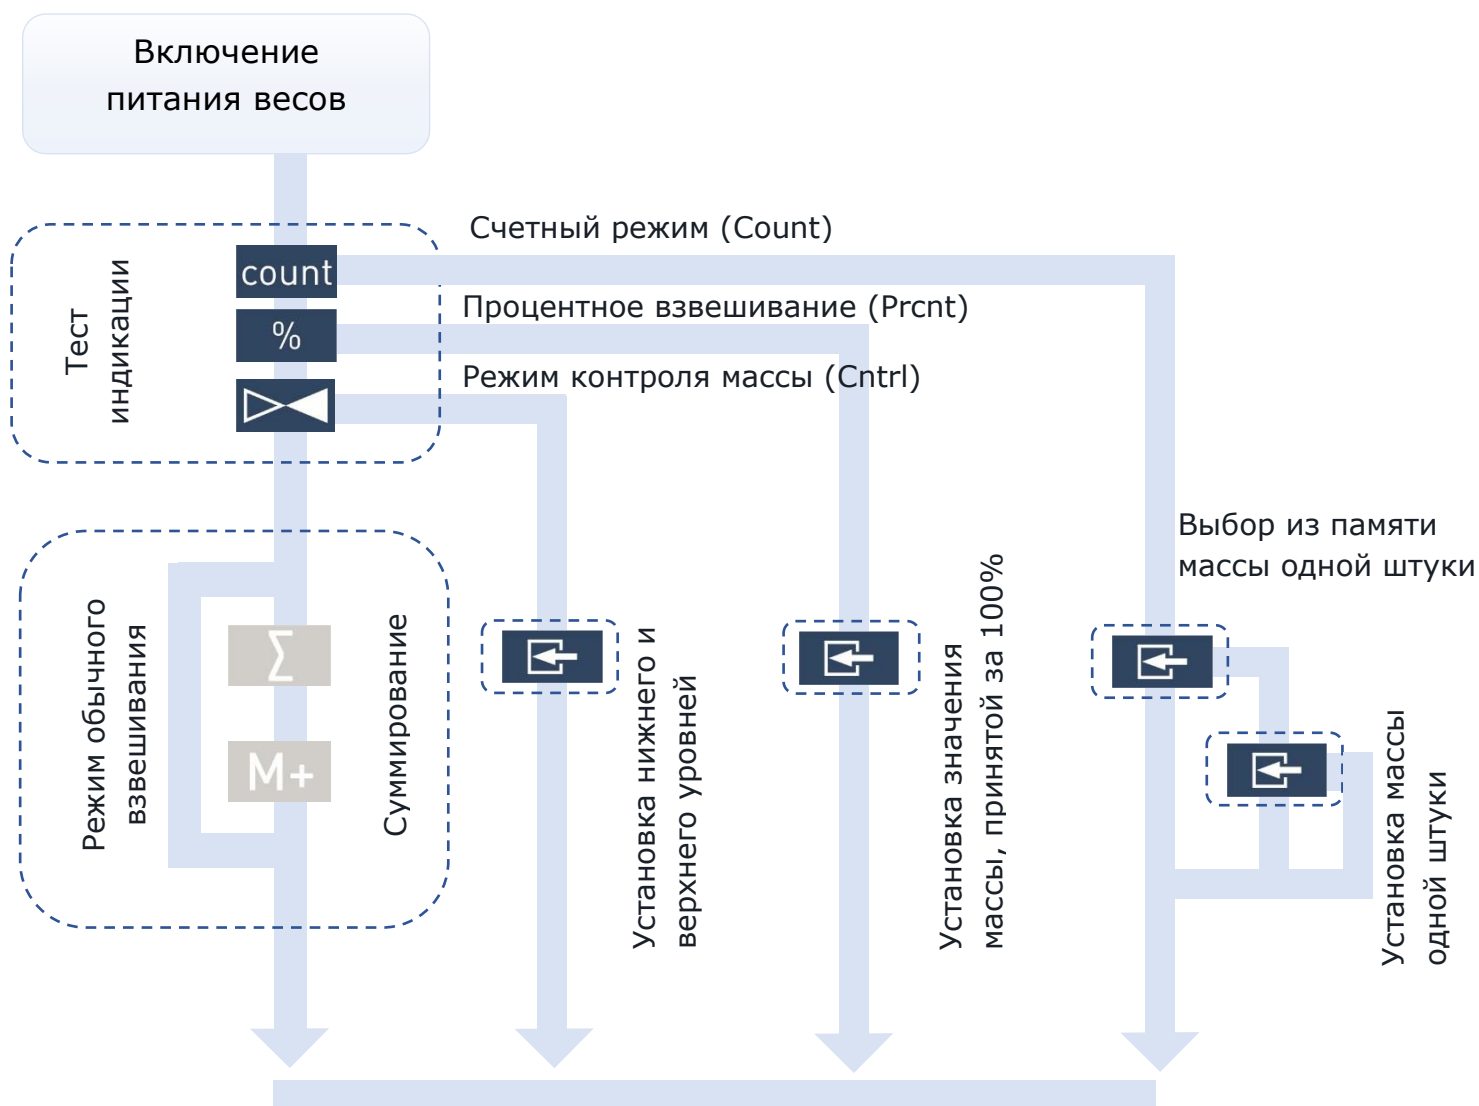 Включение
питания весов
Счетный режим (Count)
count
Тест
индикации
Процентное взвешивание (Prcnt)
%
Режим контроля массы (Cntrl)
Выбор из памяти
массы одной штуки
Режим обычного
взвешивания
Σ
M+
Суммирование
Установка нижнего и
верхнего уровней
Установка значения
массы, принятой за 100%
Установка массы
одной штуки